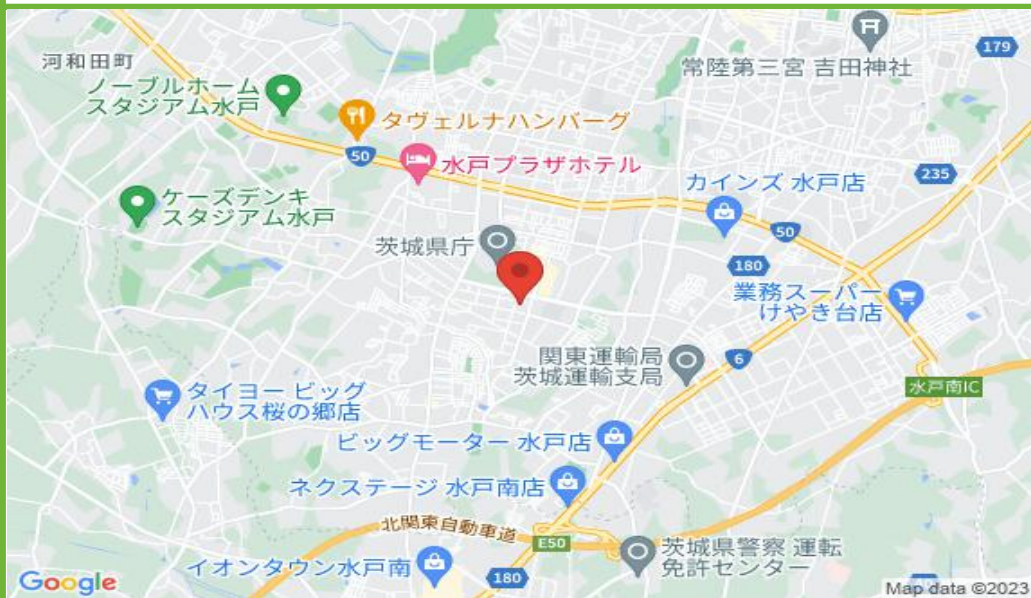 河和田町
ノーブルホーム
スタジアム水戸
常陸第三宮 吉田神社
179
タヴェルナハンバーグ
50
水戸プラザホテル
235
カインズ 水戸店
ケーズデンキ
スタジアム水戸
50
茨城県庁
180
業務スーパー
けやき台店
関東運輸局
茨城運輸支局
6
水戸南IC
タイヨー ビッグ
ハウス桜の郷店
ビッグモーター 水戸店
ネクステージ 水戸南店
北関東自動車道
E50
茨城県警察 運転
免許センター
イオンタウン水戸南
180
Google
Map data ©2023